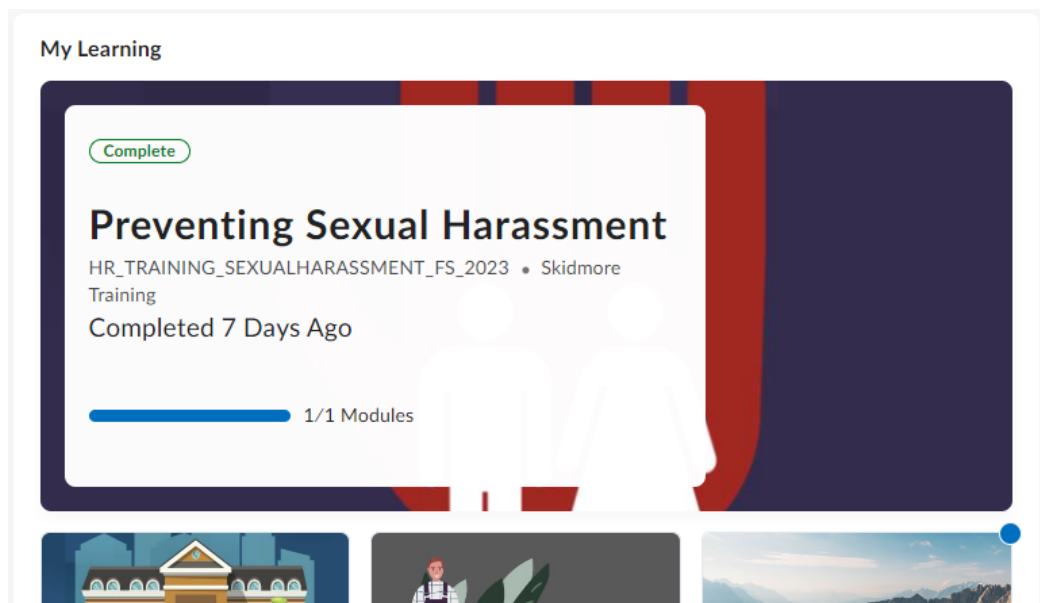 My Learning
Complete
Preventing Sexual Harassment
HR_TRAINING_SEXUALHARASSMENT_FS_2023 • Skidmore
Training
Completed 7 Days Ago
1/1 Modules